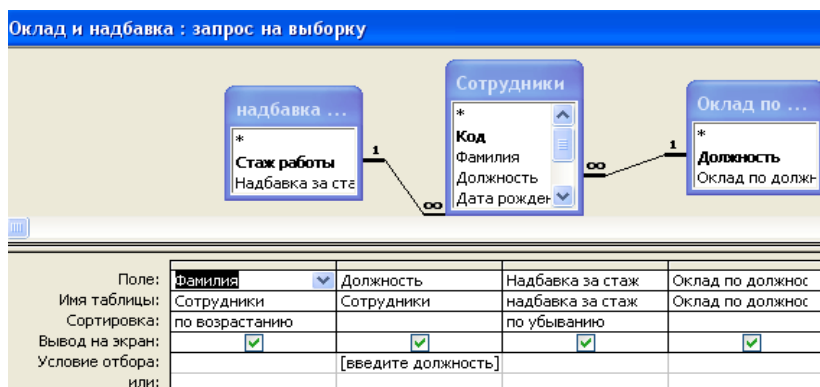 Оклад и надбавка : запрос на выборку
надбавка ...
*
Стаж работы
Надбавка за ста
1
∞
Сотрудники
*
Код
Фамилия
Должность
Дата рожден
∞
1
Оклад по ...
*
Должность
Оклад по должн
Поле: Фамилия Должность Надбавка за стаж Оклад по должнос
Имя таблицы: Сотрудники Сотрудники надбавка за стаж Оклад по должнос
Сортировка: по возрастанию по убыванию
Вывод на экран:
Условие отбора: [введите должность]
или: